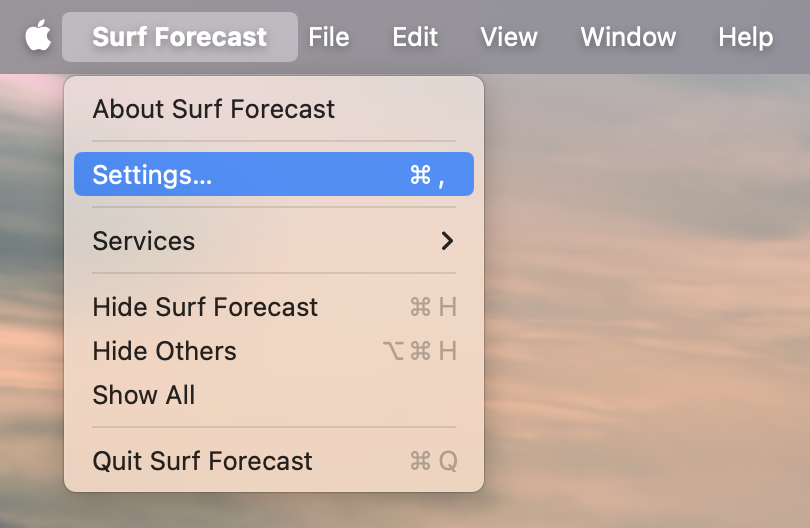 Surf Forecast File Edit View Window Help
About Surf Forecast
Settings... ⌘ ,
Services
Hide Surf Forecast ⌘ H
Hide Others ⌥ ⌘ H
Show All
Quit Surf Forecast ⌘ Q